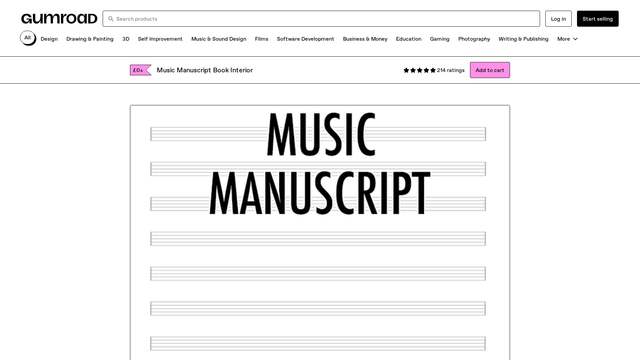 GUMROAD
Search products
Log in
Start selling
All
Design
Drawing & Painting
3D
Self Improvement
Music & Sound Design
Films
Software Development
Business & Money
Education
Gaming
Photography
Writing & Publishing
More
£0+
Music Manuscript Book Interior
214 ratings
Add to cart
MUSIC
MANUSCRIPT